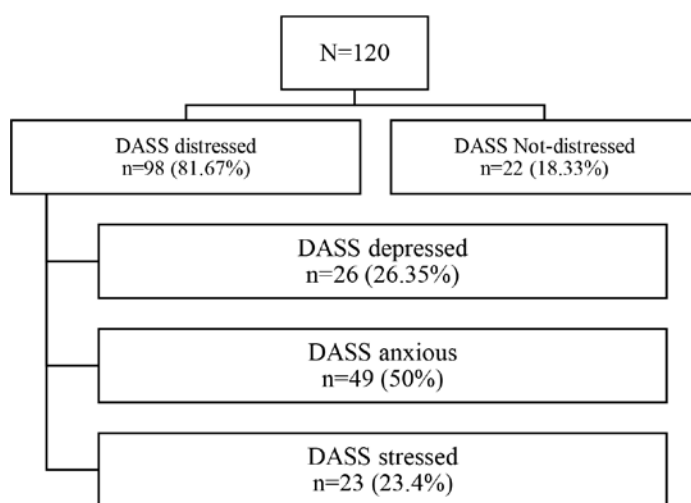 N=120
DASS distressed
n=98 (81.67%)
DASS Not-distressed
n=22 (18.33%)
DASS depressed
n=26 (26.35%)
DASS anxious
n=49 (50%)
DASS stressed
n=23 (23.4%)